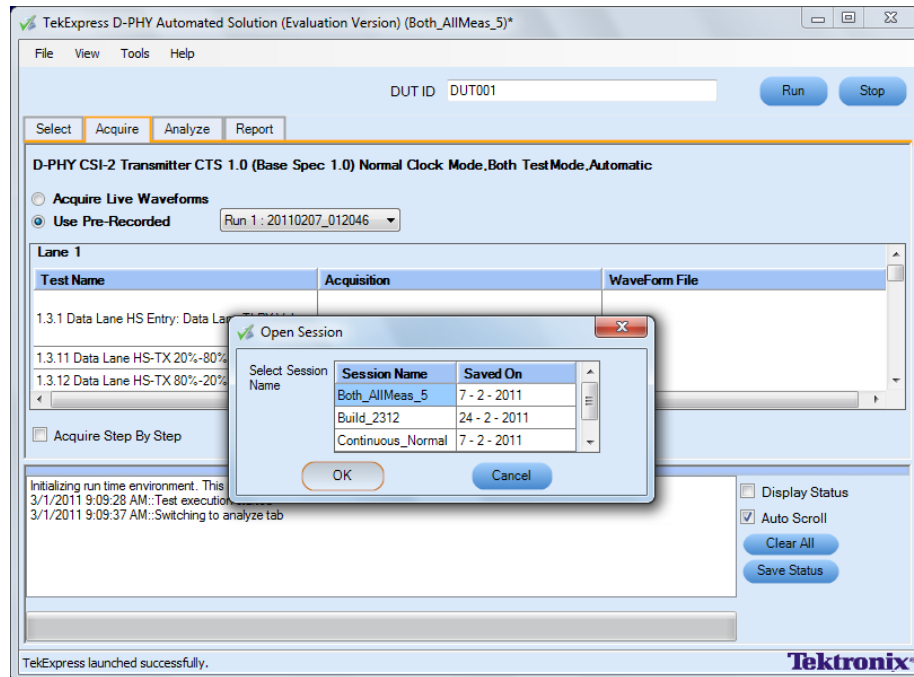 TekExpress D-PHY Automated Solution (Evaluation Version) (Both_AllMeas_5)*
File View Tools Help
DUT ID DUT001 Run Stop
Select Acquire Analyze Report
D-PHY CSI-2 Transmitter CTS 1.0 (Base Spec 1.0) Normal Clock Mode,Both TestMode,Automatic
Acquire Live Waveforms
Use Pre-Recorded Run 1 : 20110207_012046
Lane 1
Test Name Acquisition WaveForm File
1.3.1 Data Lane HS Entry: Data Lane
1.3.11 Data Lane HS-TX 20%-80%
1.3.12 Data Lane HS-TX 80%-20%
Open Session
Select Session Name
Session Name Saved On
Both_AllMeas_5 7 - 2 - 2011
Build_2312 24 - 2 - 2011
Continuous_Normal 7 - 2 - 2011
OK Cancel
Acquire Step By Step
Initializing run time environment. This
3/1/2011 9:09:28 AM::Test execution
3/1/2011 9:09:37 AM::Switching to analyze tab
Display Status
Auto Scroll
Clear All
Save Status
TekExpress launched successfully.
Tektronix